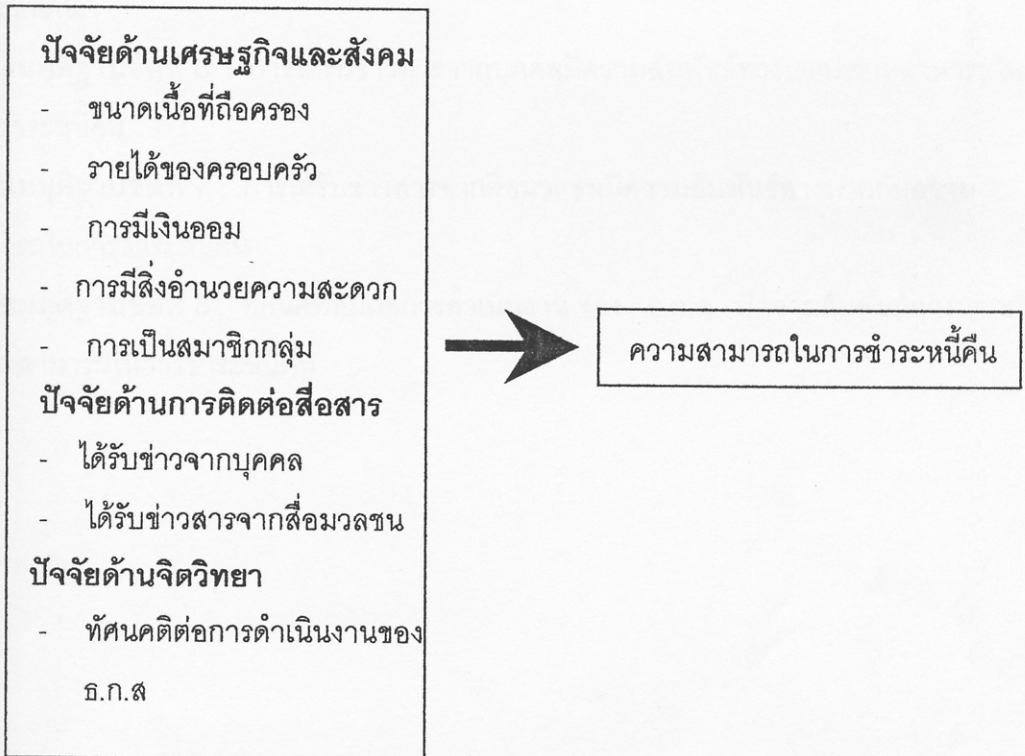 ปัจจัยด้านเศรษฐกิจและสังคม
- ขนาดเนื้อที่ถือครอง
- รายได้ของครอบครัว
- การมีเงินออม
- การมีสิ่งอำนวยความสะดวก
- การเป็นสมาชิกกลุ่ม
ปัจจัยด้านการติดต่อสื่อสาร
- ได้รับข่าวจากบุคคล
- ได้รับข่าวสารจากสื่อมวลชน
ปัจจัยด้านจิตวิทยา
- ทัศนคติต่อการดำเนินงานของ
ธ.ก.ส
ความสามารถในการชำระหนี้คืน